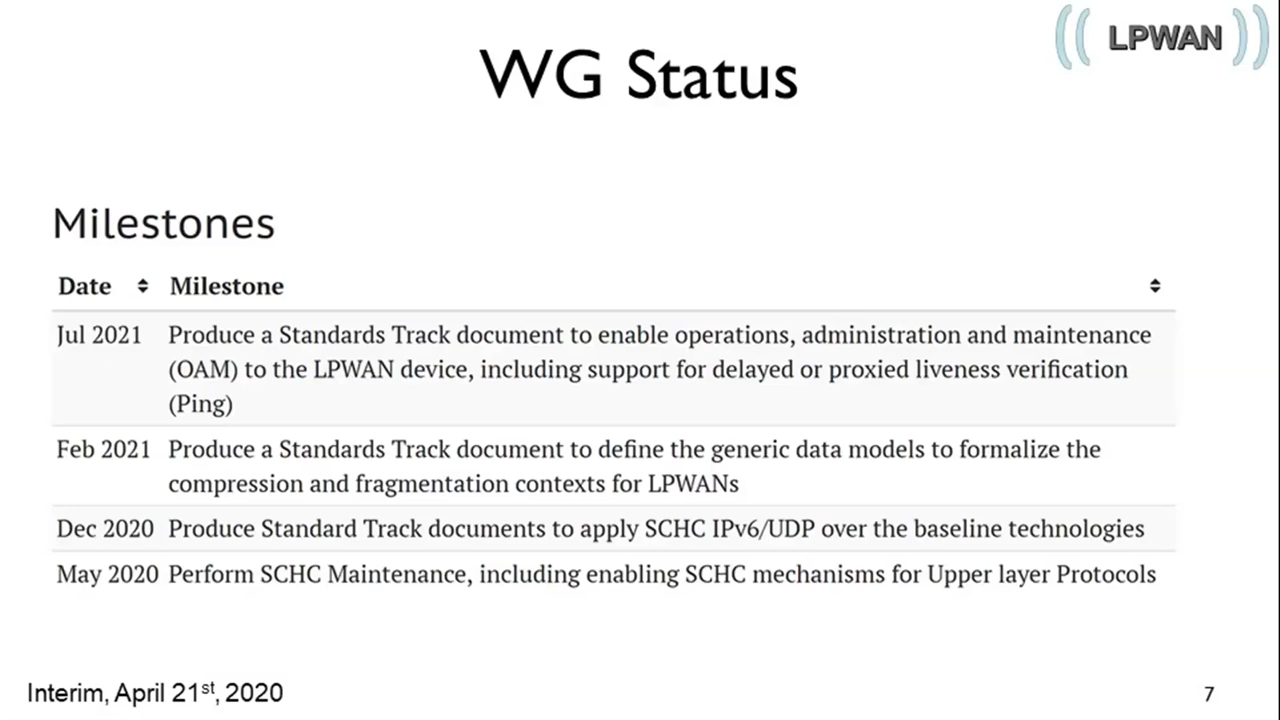 LPWAN
WG Status
Milestones
Date Milestone
Jul 2021 Produce a Standards Track document to enable operations, administration and maintenance
(OAM) to the LPWAN device, including support for delayed or proxied liveness verification
(Ping)
Feb 2021 Produce a Standards Track document to define the generic data models to formalize the
compression and fragmentation contexts for LPWANs
Dec 2020 Produce Standard Track documents to apply SCHC IPv6/UDP over the baseline technologies
May 2020 Perform SCHC Maintenance, including enabling SCHC mechanisms for Upper layer Protocols
Interim, April 21st, 2020
7